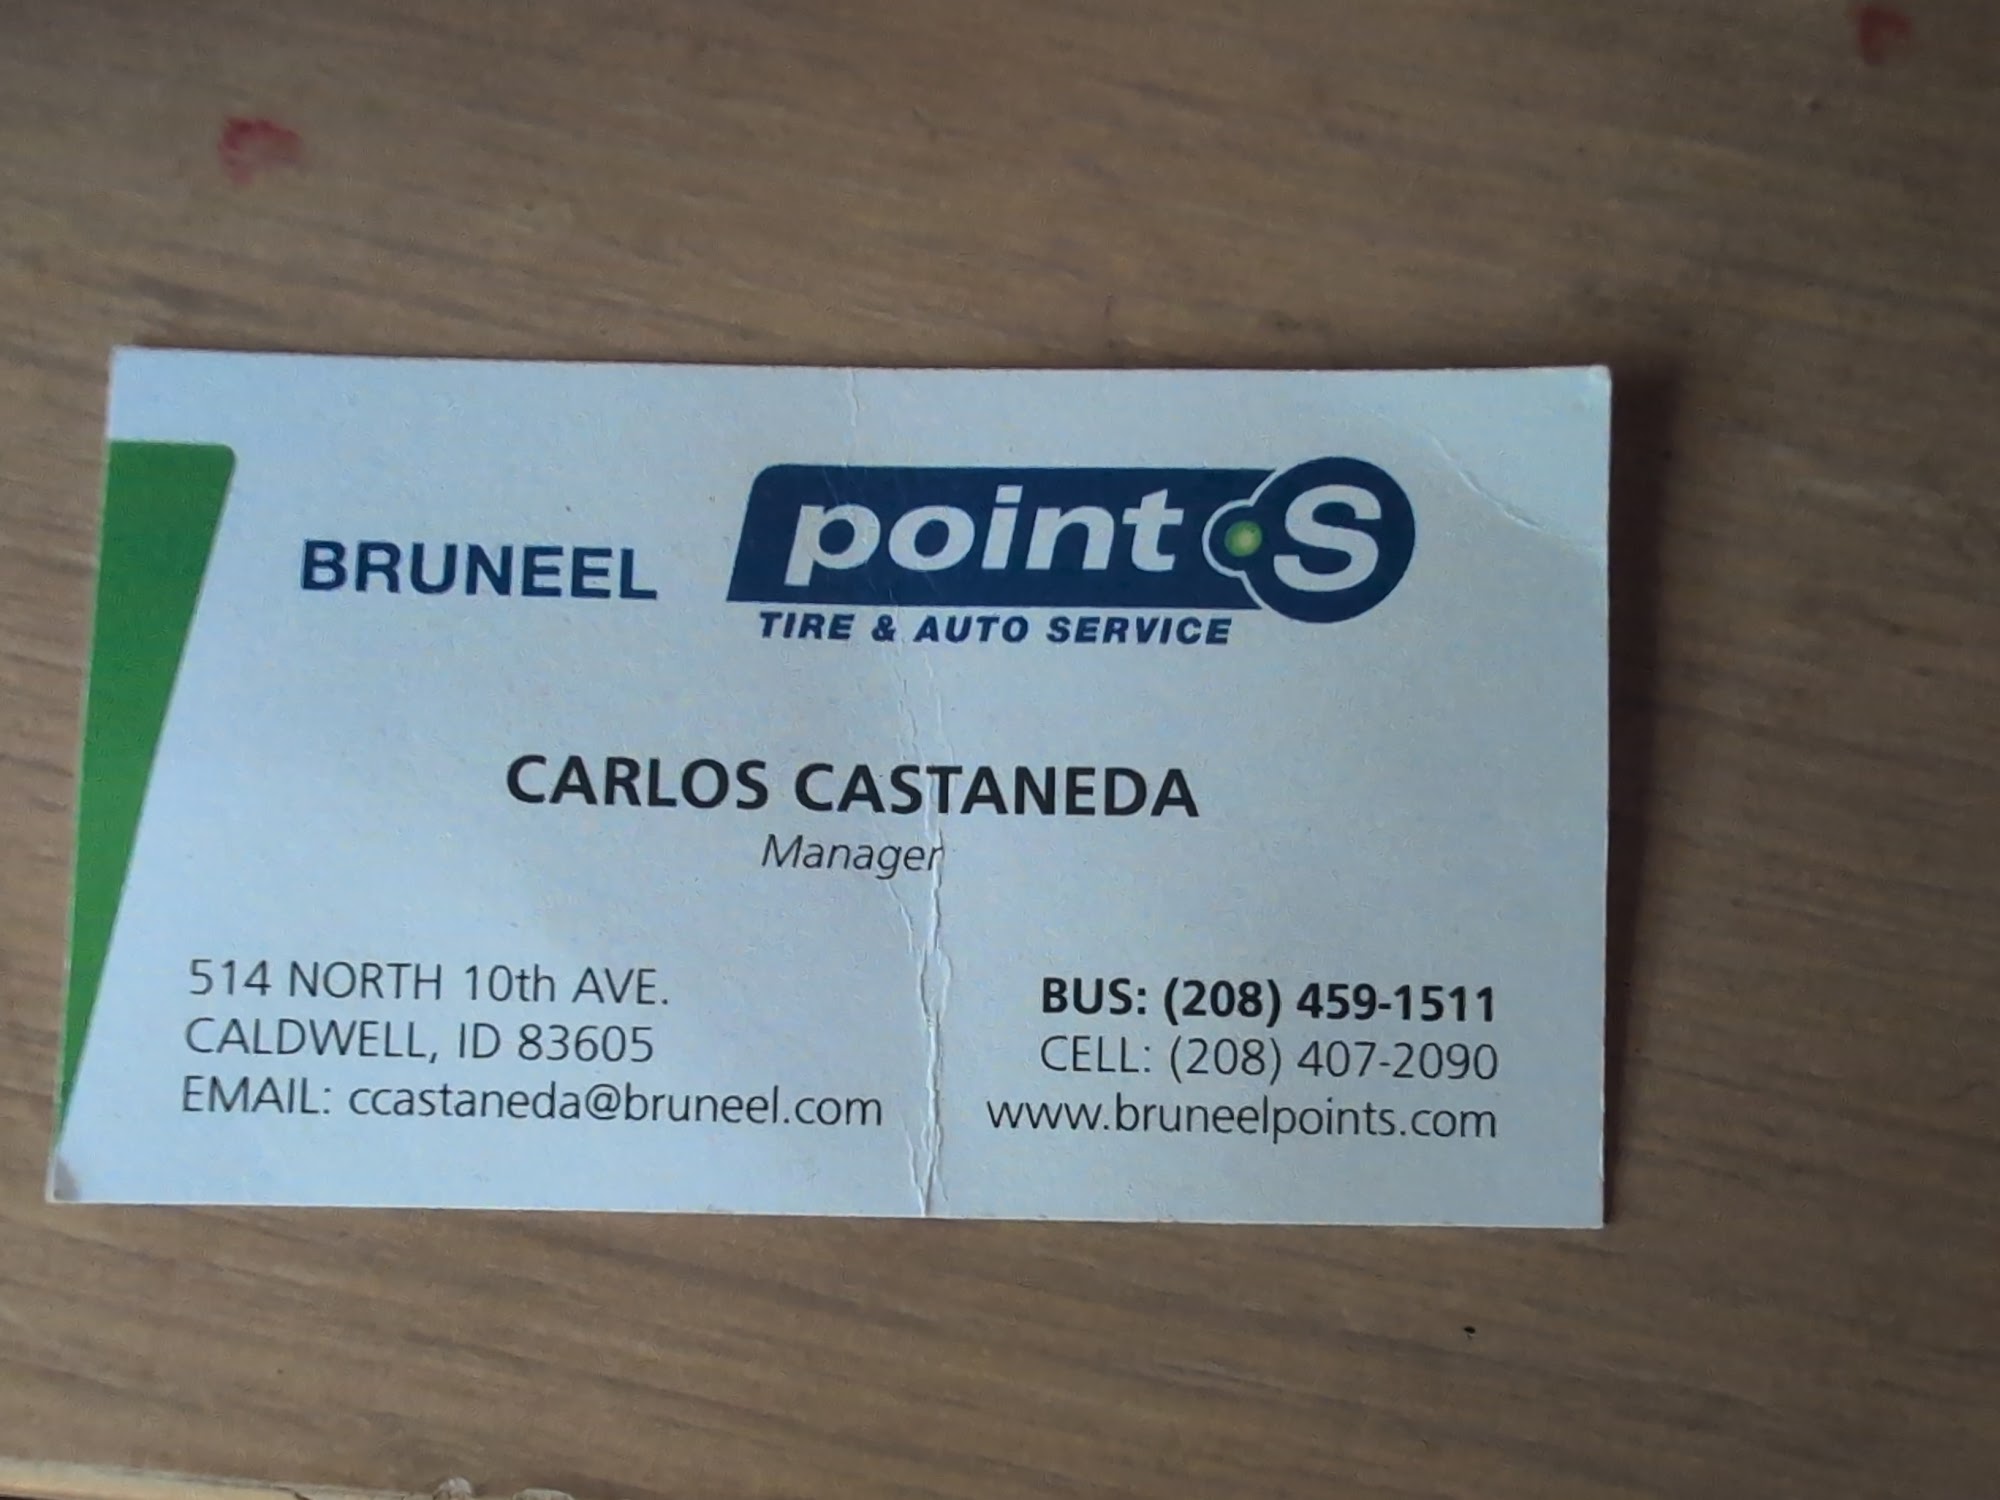 BRUNEEL
point S
TIRE & AUTO SERVICE
CARLOS CASTANEDA
Manager
514 NORTH 10th AVE.
CALDWELL, ID 83605
EMAIL: ccastaneda@bruneel.com
BUS: (208) 459-1511
CELL: (208) 407-2090
www.bruneelpoints.com